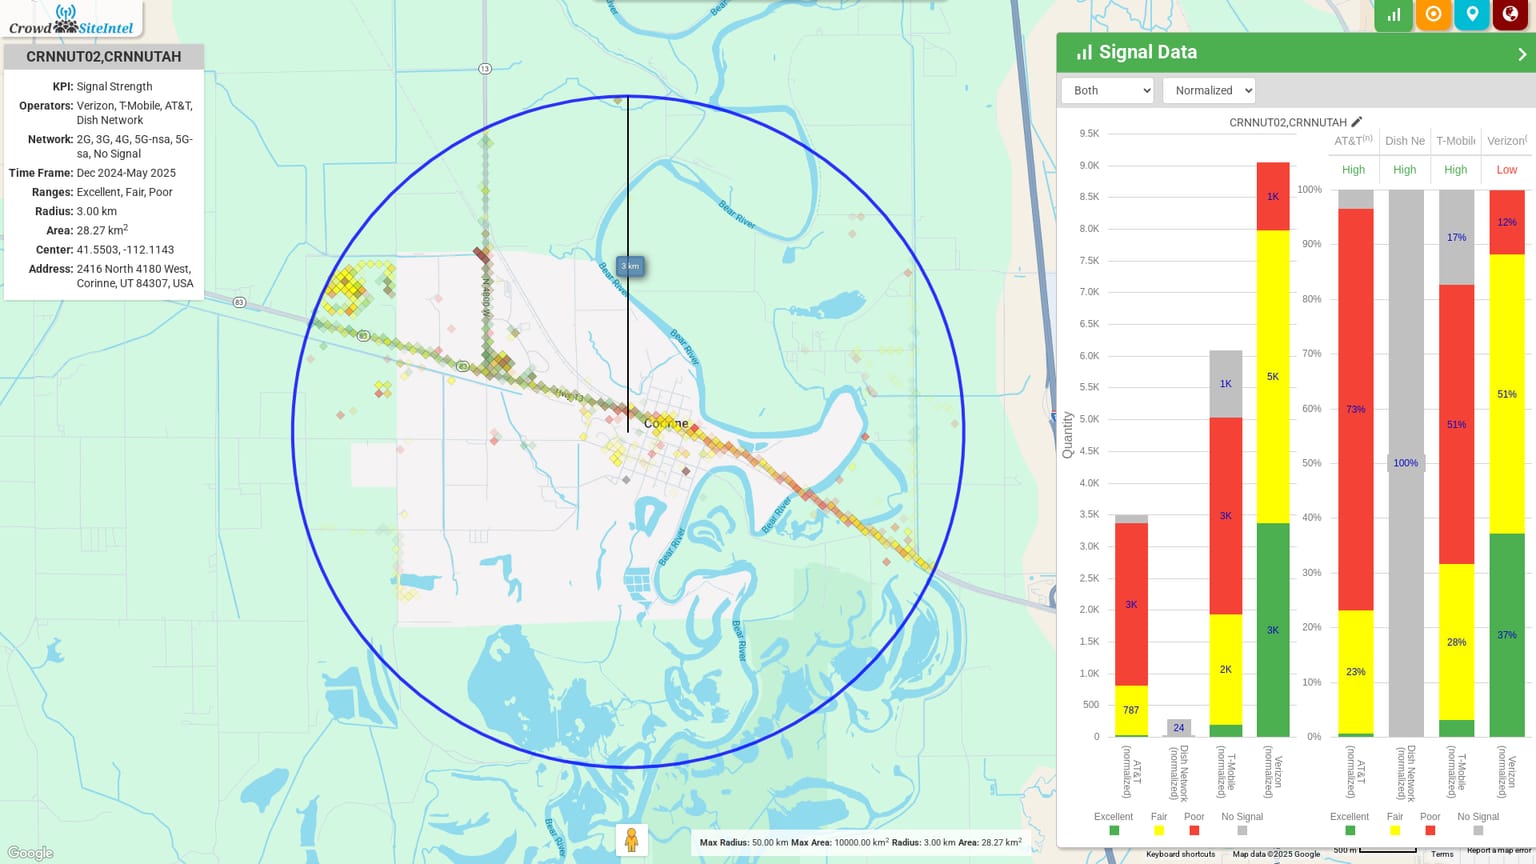 Crowd SiteIntel
CRNNUT02,CRNNUTAH
KPI: Signal Strength
Operators: Verizon, T-Mobile, AT&T,
Dish Network
Network: 2G, 3G, 4G, 5G-nsa, 5G-
sa, No Signal
Time Frame: Dec 2024-May 2025
Ranges: Excellent, Fair, Poor
Radius: 3.00 km
Area: 28.27 km2
Center: 41.5503, -112.1143
Address: 2416 North 4180 West,
Corinne, UT 84307, USA
Bear River
13
Bear River
3 km
Bear River
N 4800 W
83
83
Bear River
83
Hwy 13
Corinne
Bear River
Bear River
Bear River
Bear River
Google
Max Radius: 50.00 km Max Area: 10000.00 km2 Radius: 3.00 km Area: 28.27 km2
Keyboard shortcuts
Map data ©2025 Google
500 m
Terms
Report a map error
Signal Data
Both
Normalized
CRNNUT02,CRNNUTAH
Quantity
9.5K
9.0K
8.5K
8.0K
7.5K
7.0K
6.5K
6.0K
5.5K
5.0K
4.5K
4.0K
3.5K
3.0K
2.5K
2.0K
1.5K
1.0K
500
0
3K
787
24
1K
3K
2K
1K
5K
3K
AT&T (normalized)
Dish Network (normalized)
T-Mobile (normalized)
Verizon (normalized)
Excellent
Fair
Poor
No Signal
AT&T(n)
Dish Ne
T-Mobile
Verizon(
High
High
High
Low
100%
90%
80%
70%
60%
50%
40%
30%
20%
10%
0%
73%
23%
100%
17%
51%
28%
12%
51%
37%
AT&T (normalized)
Dish Network (normalized)
T-Mobile (normalized)
Verizon (normalized)
Excellent
Fair
Poor
No Signal